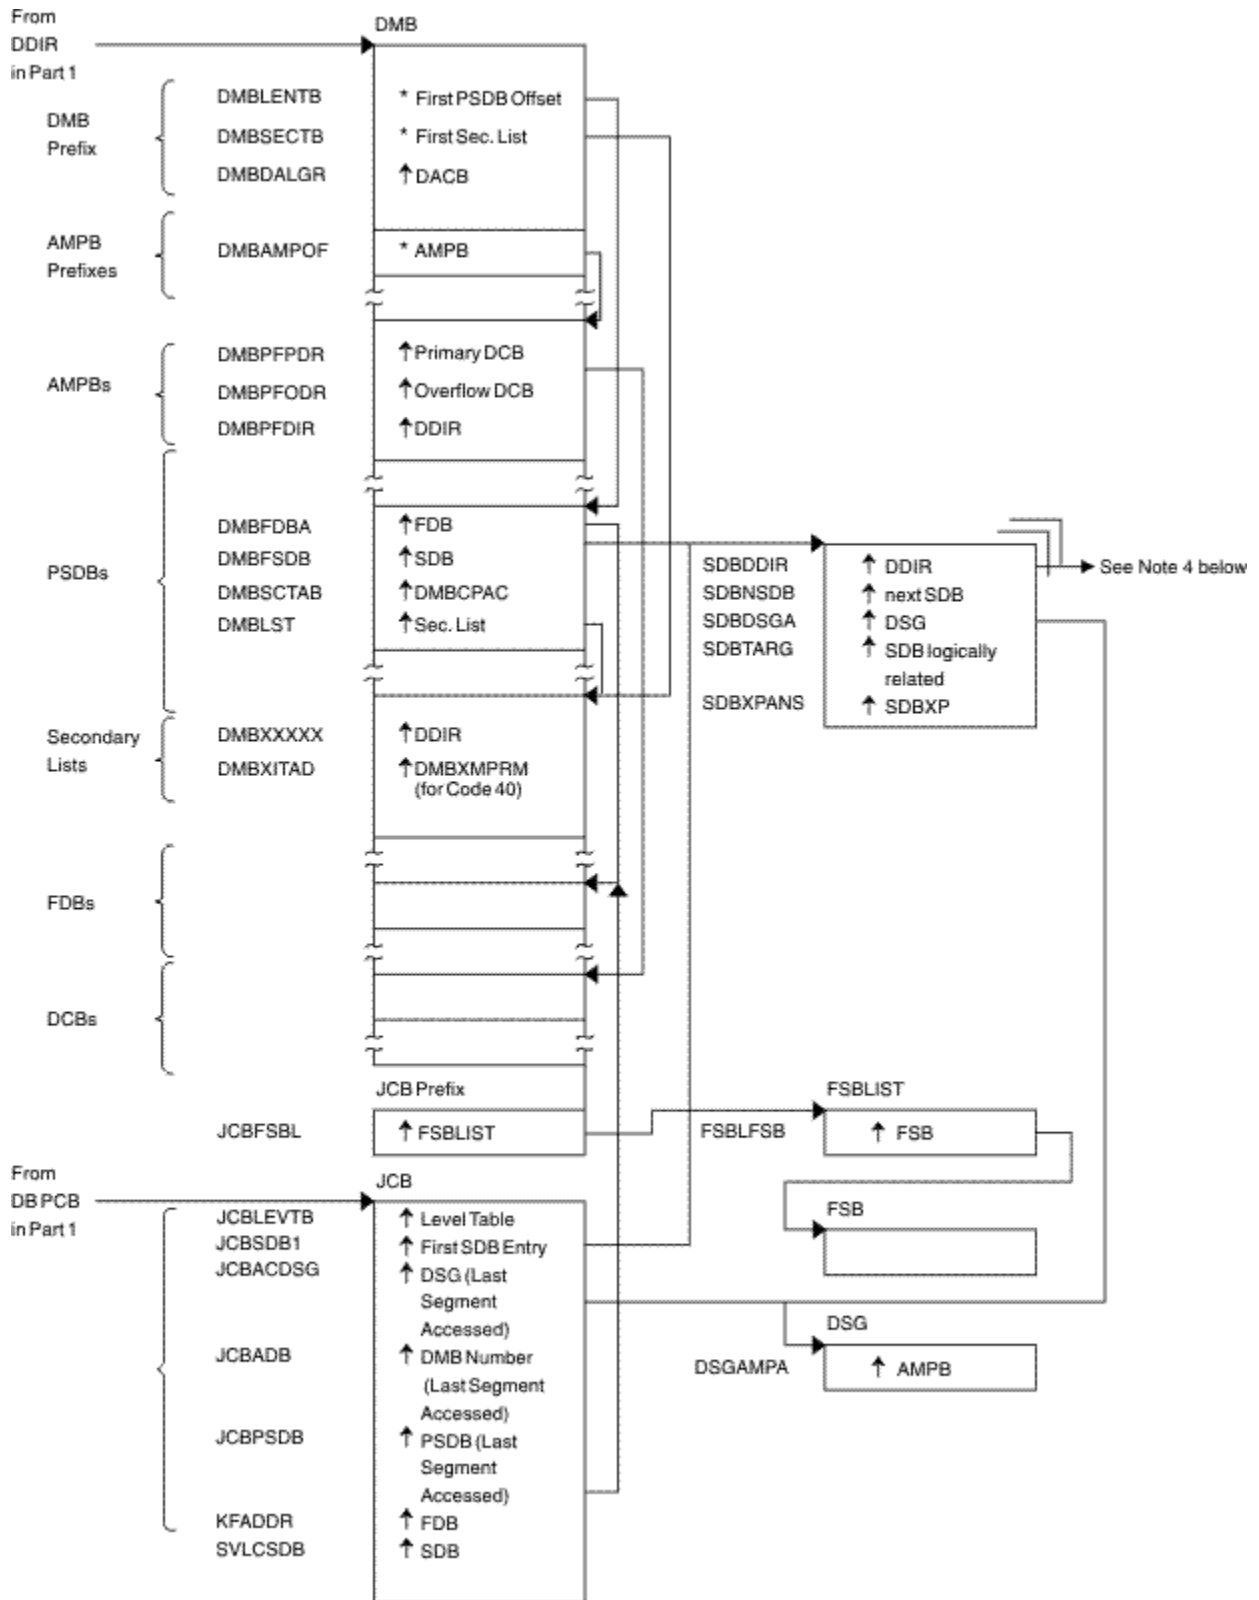 From
DDIR
in Part 1
DMB
DMB
Prefix
DMBLENTB
* First PSDB Offset
DMBSECTB
* First Sec. List
DMBDALGR
↑ DACB
AMPB
Prefixes
DMBAMPOF
* AMPB
AMPBs
DMBPFPDR
↑ Primary DCB
DMBPFODR
↑ Overflow DCB
DMBPFDIR
↑ DDIR
PSDBs
DMBFDBA
↑ FDB
DMBFSDB
↑ SDB
DMBSCTAB
↑ DMBCPAC
DMBLST
↑ Sec. List
SDBDDIR
↑ DDIR
See Note 4 below
SDBNSDB
↑ next SDB
SDBDSGA
↑ DSG
SDBTARG
↑ SDB logically
related
SDBXPANS
↑ SDBXP
Secondary
Lists
DMBXXXXX
↑ DDIR
DMBXITAD
↑ DMBXMPRM
(for Code 40)
FDBs
DCBs
JCB Prefix
JCBFSBL
↑ FSBLIST
FSBLIST
FSBLFSB
↑ FSB
FSB
From
DB PCB
in Part 1
JCB
JCBLEVTB
↑ Level Table
JCBSDB1
↑ First SDB Entry
JCBACDSG
↑ DSG (Last
Segment
Accessed)
JCBADB
↑ DMB Number
(Last Segment
Accessed)
JCBPSDB
↑ PSDB (Last
Segment
Accessed)
KFADDR
↑ FDB
SVLCSDB
↑ SDB
DSG
DSGAMPA
↑ AMPB